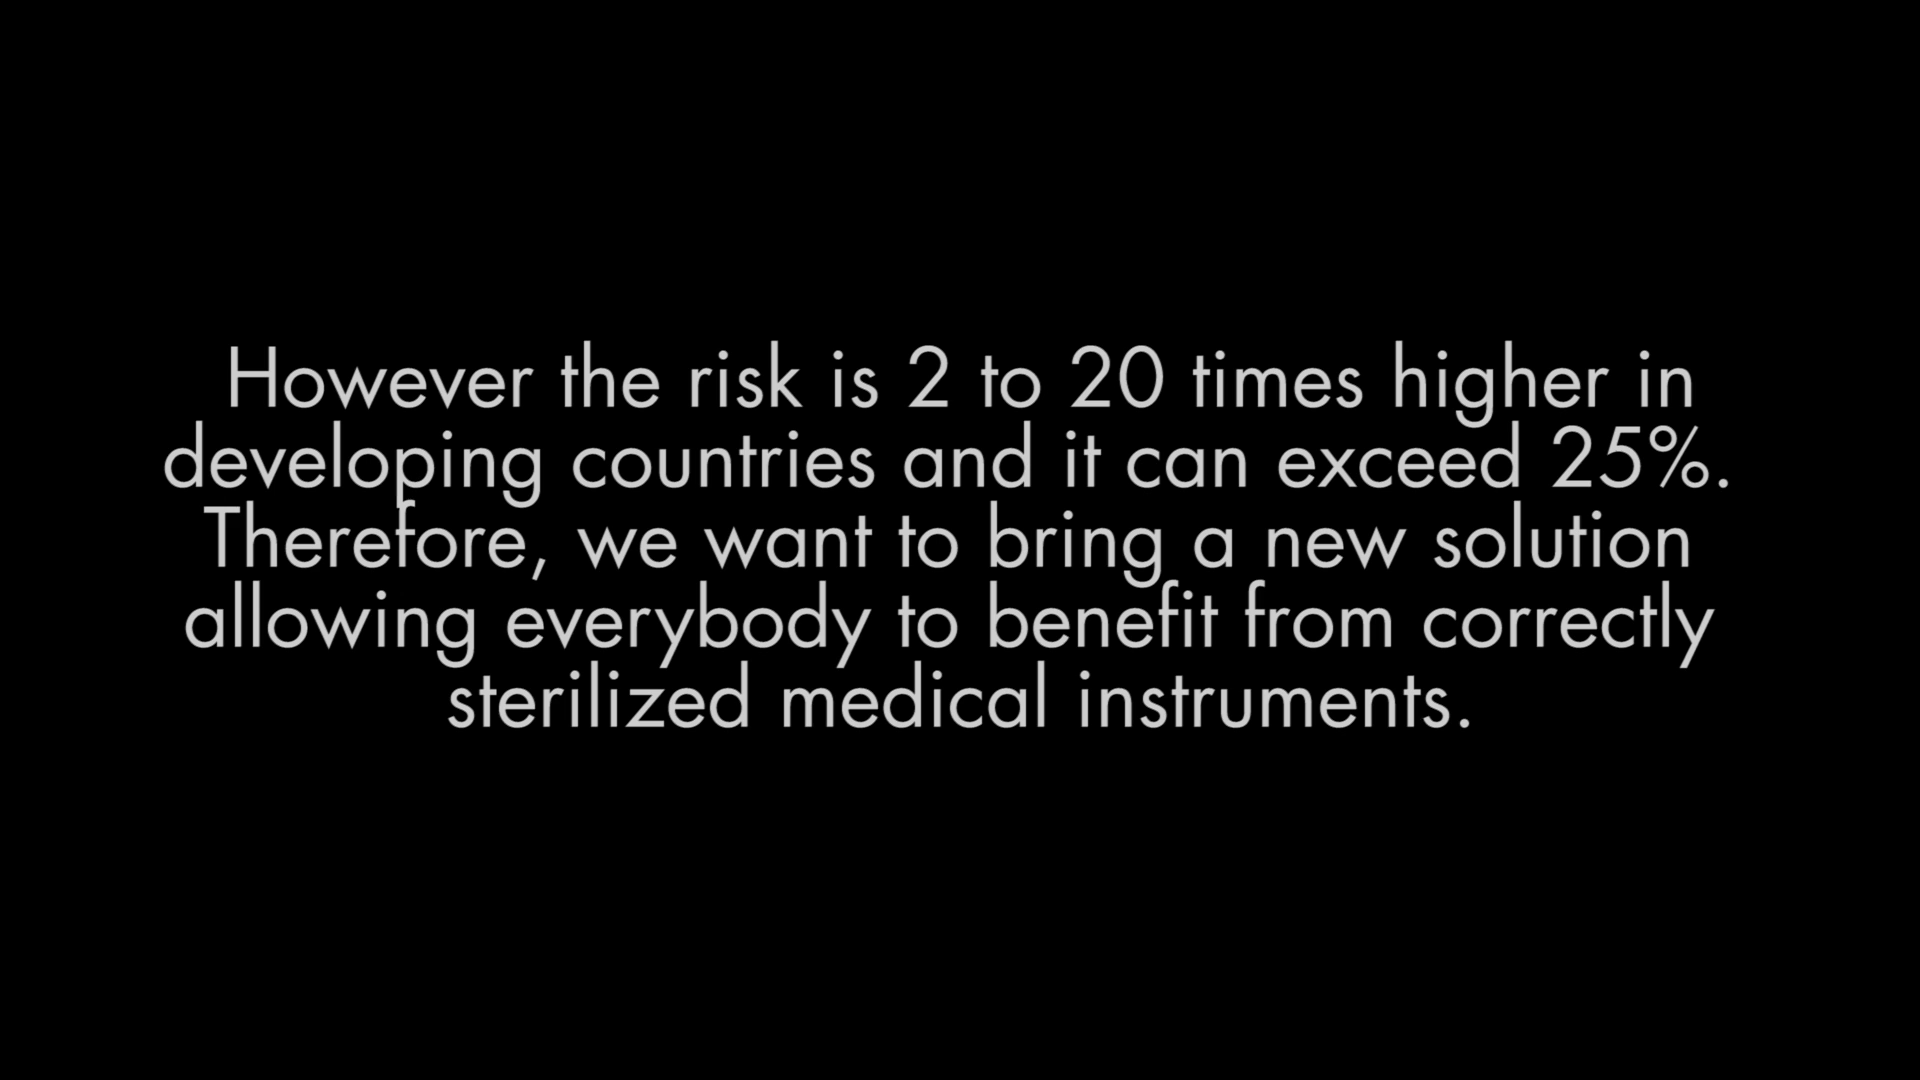 However the risk is 2 to 20 times higher in
developing countries and it can exceed 25%.
Therefore, we want to bring a new solution
allowing everybody to benefit from correctly
sterilized medical instruments.